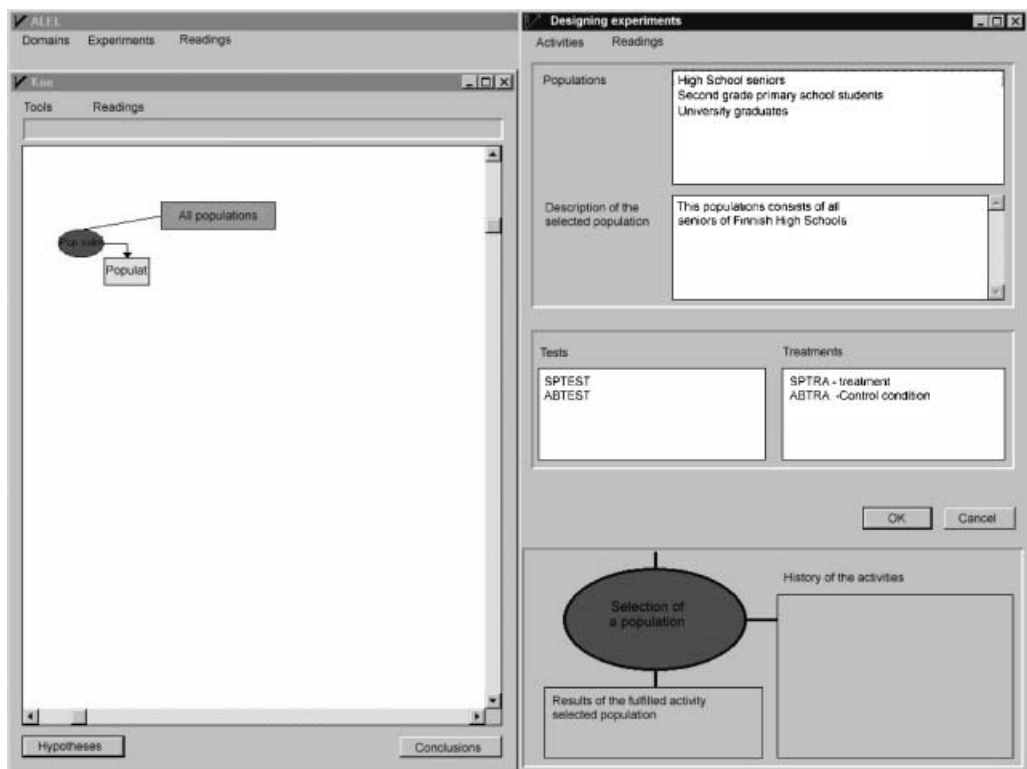 ALEL
Domains Experiments Readings
Koe
Tools Readings
All populations
Populat
Hypotheses
Conclusions
Designing experiments
Activities Readings
Populations
High School seniors
Second grade primary school students
University graduates
Description of the
selected population
This populations consists of all
seniors of Finnish High Schools
Tests
SPTEST
ABTEST
Treatments
SPTRA - treatment
ABTRA -Control condition
OK
Cancel
Selection of
a population
History of the activities
Results of the fulfilled activity
selected population